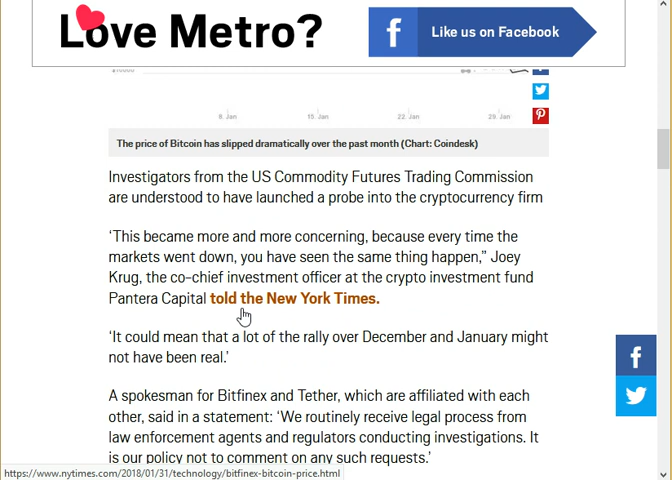 Love Metro?
f Like us on Facebook
8. Jan 15. Jan 22. Jan 29. Jan
The price of Bitcoin has slipped dramatically over the past month (Chart: Coindesk)
Investigators from the US Commodity Futures Trading Commission
are understood to have launched a probe into the cryptocurrency firm
‘This became more and more concerning, because every time the
markets went down, you have seen the same thing happen,” Joey
Krug, the co-chief investment officer at the crypto investment fund
Pantera Capital told the New York Times.
‘It could mean that a lot of the rally over December and January might
not have been real.’
A spokesman for Bitfinex and Tether, which are affiliated with each
other, said in a statement: ‘We routinely receive legal process from
law enforcement agents and regulators conducting investigations. It
is our policy not to comment on any such requests.’
https://www.nytimes.com/2018/01/31/technology/bitfinex-bitcoin-price.html